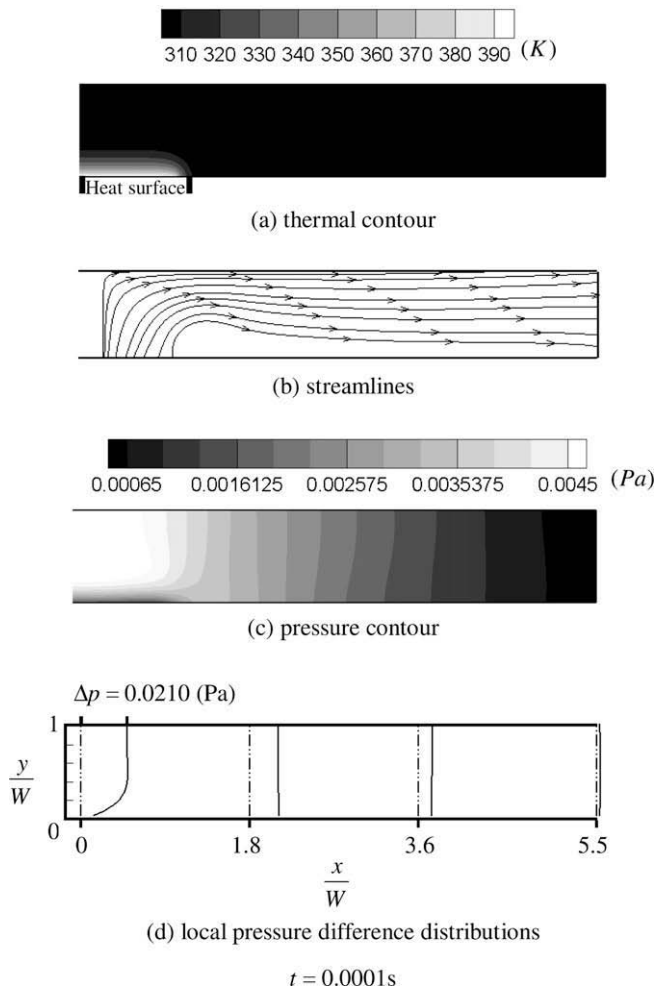 310 320 330 340 350 360 370 380 390 (K)
Heat surface
(a) thermal contour
(b) streamlines
0.00065 0.0016125 0.002575 0.0035375 0.0045 (Pa)
(c) pressure contour
Δp = 0.0210 (Pa)
1
y
W
0
0 1.8 3.6 5.5
x
W
(d) local pressure difference distributions
t = 0.0001s